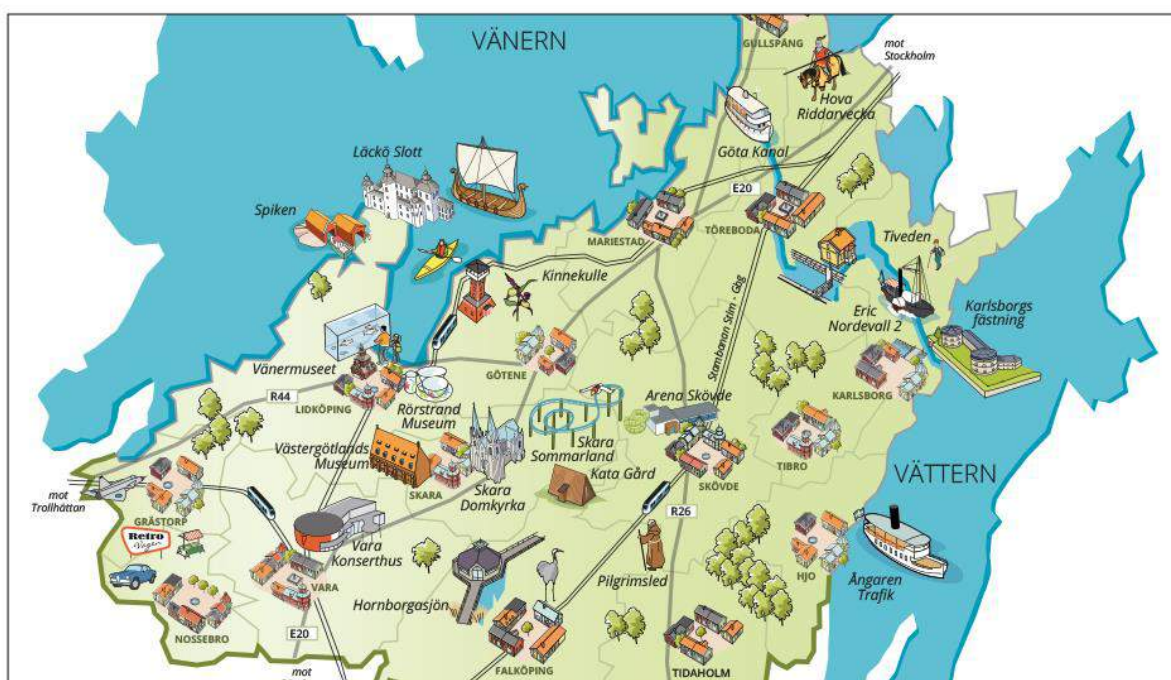 VÄNERN
GULLSPÅNG
mot
Stockholm
Hova
Riddarvecka
Göta Kanal
Läckö Slott
Spiken
E20
MARIESTAD
TÖREBODA
Tiveden
Kinnekulle
Stambanan Sthlm - Gbg
Eric
Nordevall 2
Karlsborgs
fästning
Vänermuseet
GÖTENE
KARLSBORG
R44
LIDKÖPING
Rörstrand
Museum
Arena Skövde
Västergötlands
Museum
Skara
Sommarland
TIBRO
VÄTTERN
SKARA
Skara
Domkyrka
Kata Gård
SKÖVDE
mot
Trollhättan
GRÄSTORP
R26
Retro
Vägen
Vara
Konserthus
VARA
Pilgrimsled
HJO
Ångaren
Trafik
Hornborgasjön
NOSSEBRO
E20
FALKÖPING
TIDAHOLM
mot